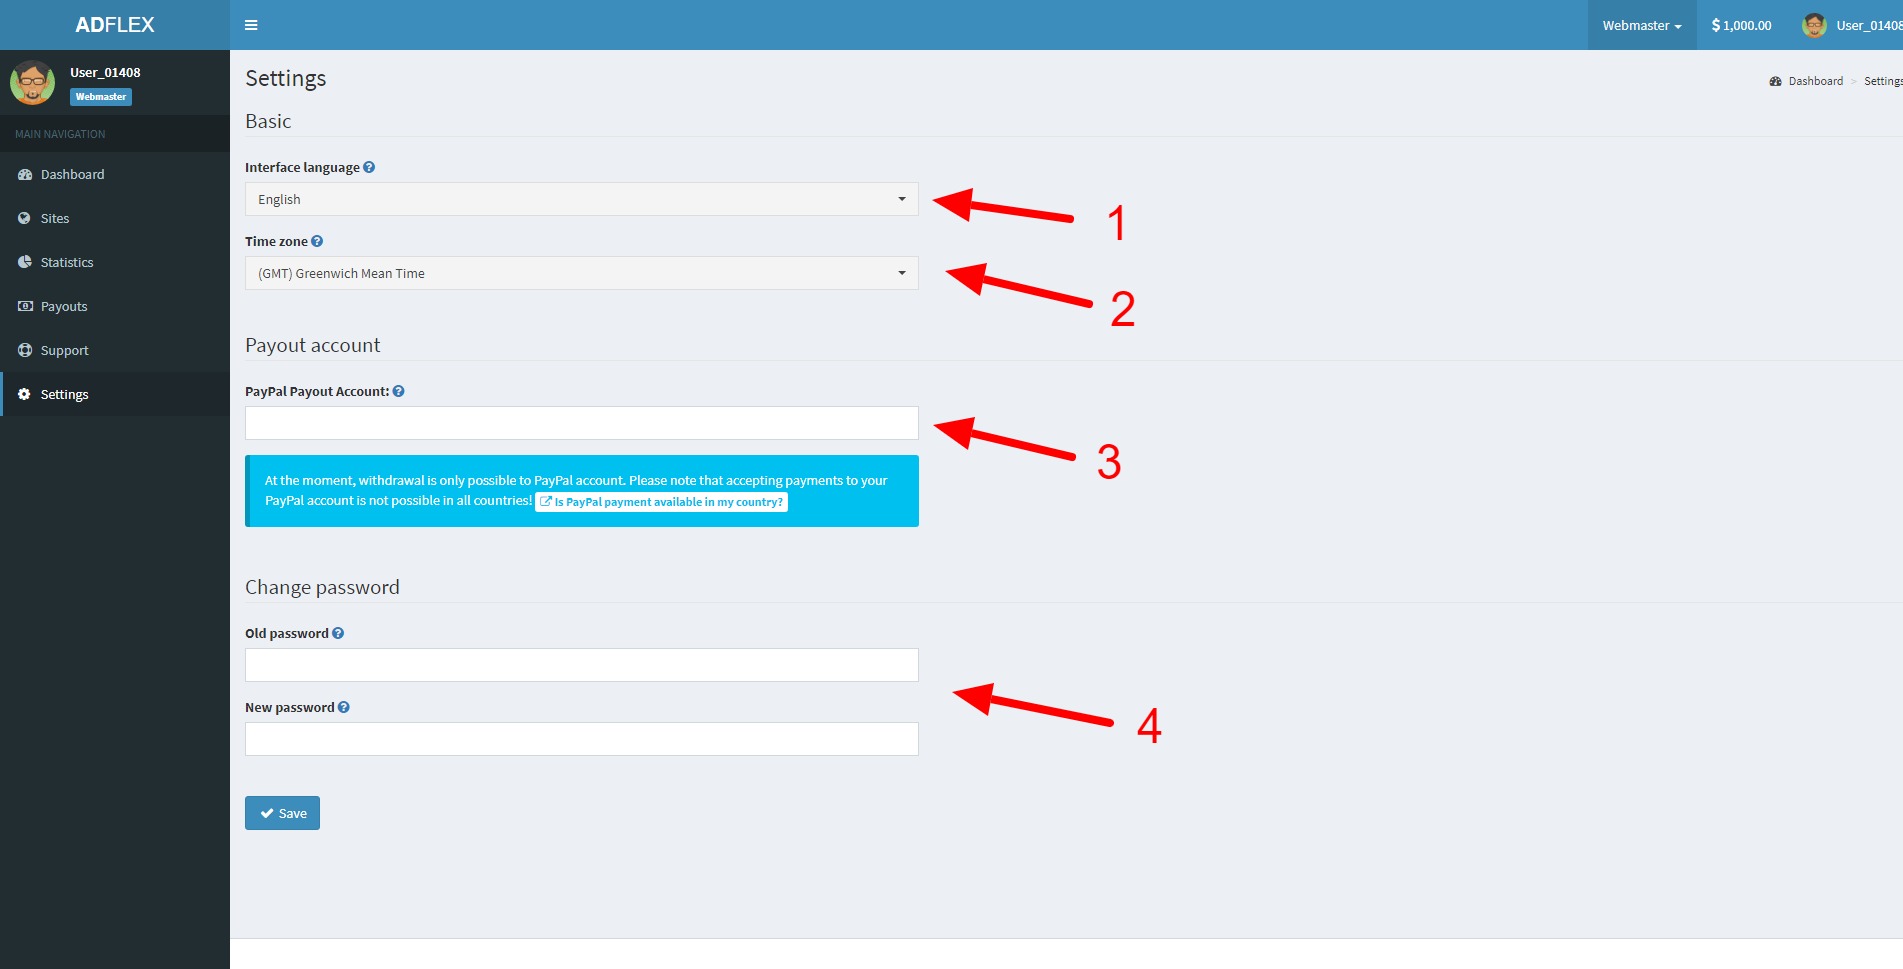 ADFLEX
Webmaster
$ 1,000.00
User_01408
User_01408
Webmaster
MAIN NAVIGATION
Dashboard
Sites
Statistics
Payouts
Support
Settings
Settings
Dashboard > Settings
Basic
Interface language
English
1
Time zone
(GMT) Greenwich Mean Time
2
Payout account
PayPal Payout Account:
3
At the moment, withdrawal is only possible to PayPal account. Please note that accepting payments to your
PayPal account is not possible in all countries! Is PayPal payment available in my country?
Change password
Old password
New password
4
Save